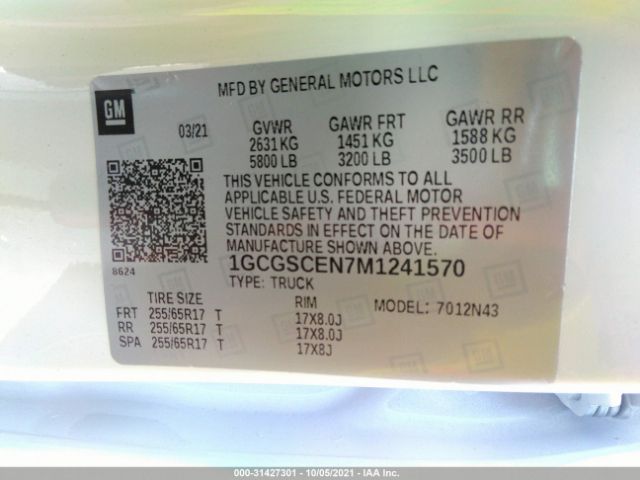 GM
MFD BY GENERAL MOTORS LLC
03/21 GVWR GAWR FRT GAWR RR
2631 KG 1451 KG 1588 KG
5800 LB 3200 LB 3500 LB
THIS VEHICLE CONFORMS TO ALL
APPLICABLE U.S. FEDERAL MOTOR
VEHICLE SAFETY AND THEFT PREVENTION
STANDARDS IN EFFECT ON THE DATE OF
MANUFACTURE SHOWN ABOVE.
8624
1GCGSCEN7M1241570
TYPE: TRUCK
TIRE SIZE RIM MODEL: 7012N43
FRT 255/65R17 T 17X8.0J
RR 255/65R17 T 17X8.0J
SPA 255/65R17 T 17X8J
000-31427301 - 10/05/2021 - IAAI.com